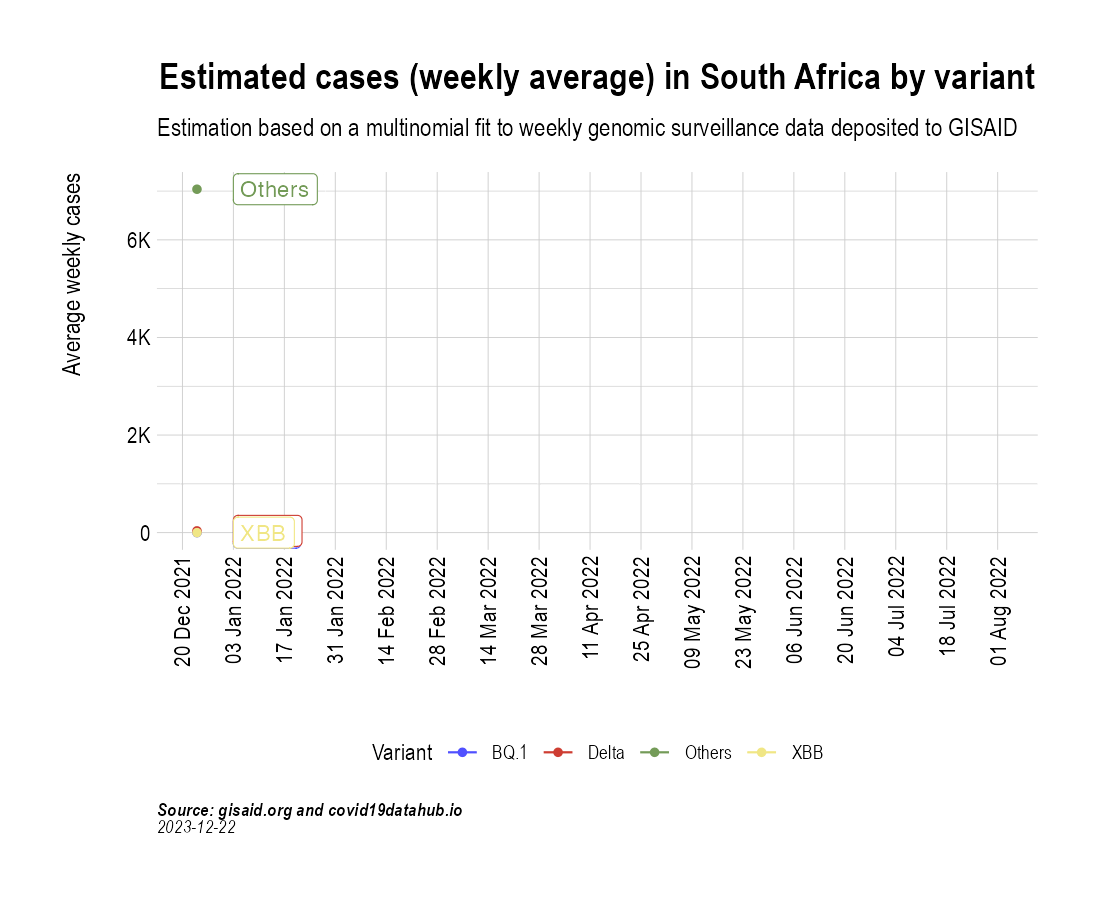 Estimated cases (weekly average) in South Africa by variant
Estimation based on a multinomial fit to weekly genomic surveillance data deposited to GISAID
Average weekly cases
Others
6K
4K
2K
0
XBB
20 Dec 2021
03 Jan 2022
17 Jan 2022
31 Jan 2022
14 Feb 2022
28 Feb 2022
14 Mar 2022
28 Mar 2022
11 Apr 2022
25 Apr 2022
09 May 2022
23 May 2022
06 Jun 2022
20 Jun 2022
04 Jul 2022
18 Jul 2022
01 Aug 2022
Variant BQ.1 Delta Others XBB
Source: gisaid.org and covid19datahub.io
2023-12-22